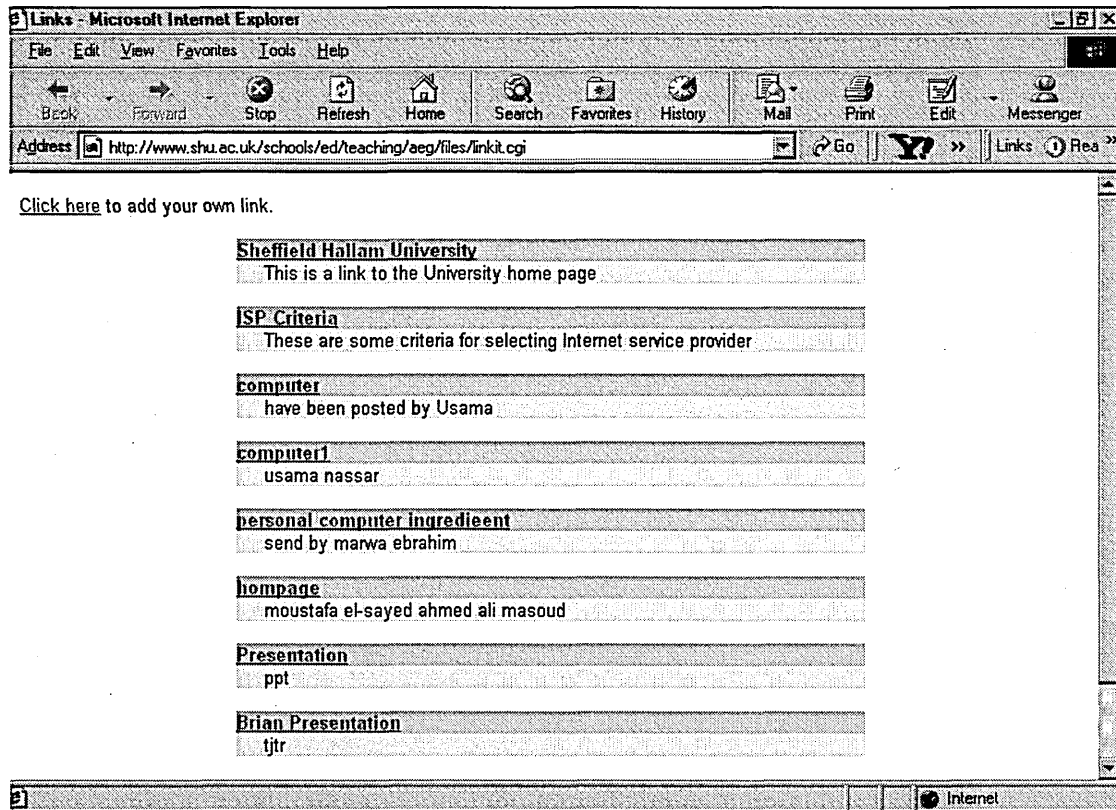 Links - Microsoft Internet Explorer
File Edit View Favorites Tools Help
Back Forward Stop Refresh Home Search Favorites History Mail Print Edit Messenger
Address http://www.shu.ac.uk/schools/ed/teaching/aeg/files/linkit.cgi Go Y? » Links Rea »
Click here to add your own link.
Sheffield Hallam University
This is a link to the University home page
ISP Criteria
These are some criteria for selecting Internet service provider
computer
have been posted by Usama
computer1
usama nassar
personal computer ingredieent
send by marwa ebrahim
hompage
moustafa el-sayed ahmed ali masoud
Presentation
ppt
Brian Presentation
tjtr
Internet